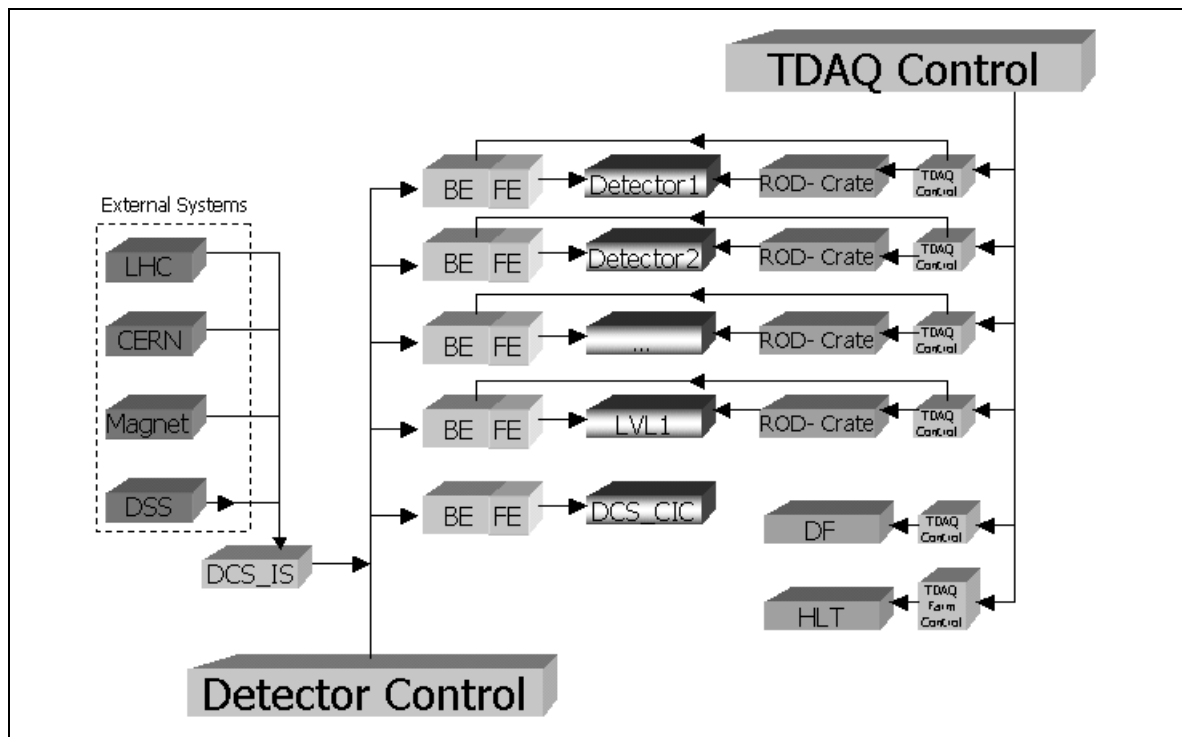 TDAQ Control
BE FE Detector1 ROD- Crate TDAQ
Control
External Systems
LHC
BE FE Detector2 ROD- Crate TDAQ
Control
CERN
BE FE ... ROD- Crate TDAQ
Control
Magnet
BE FE LVL1 ROD- Crate TDAQ
Control
DSS
BE FE DCS_CIC
DF TDAQ
Control
DCS_IS
HLT TDAQ
Farm
Control
Detector Control